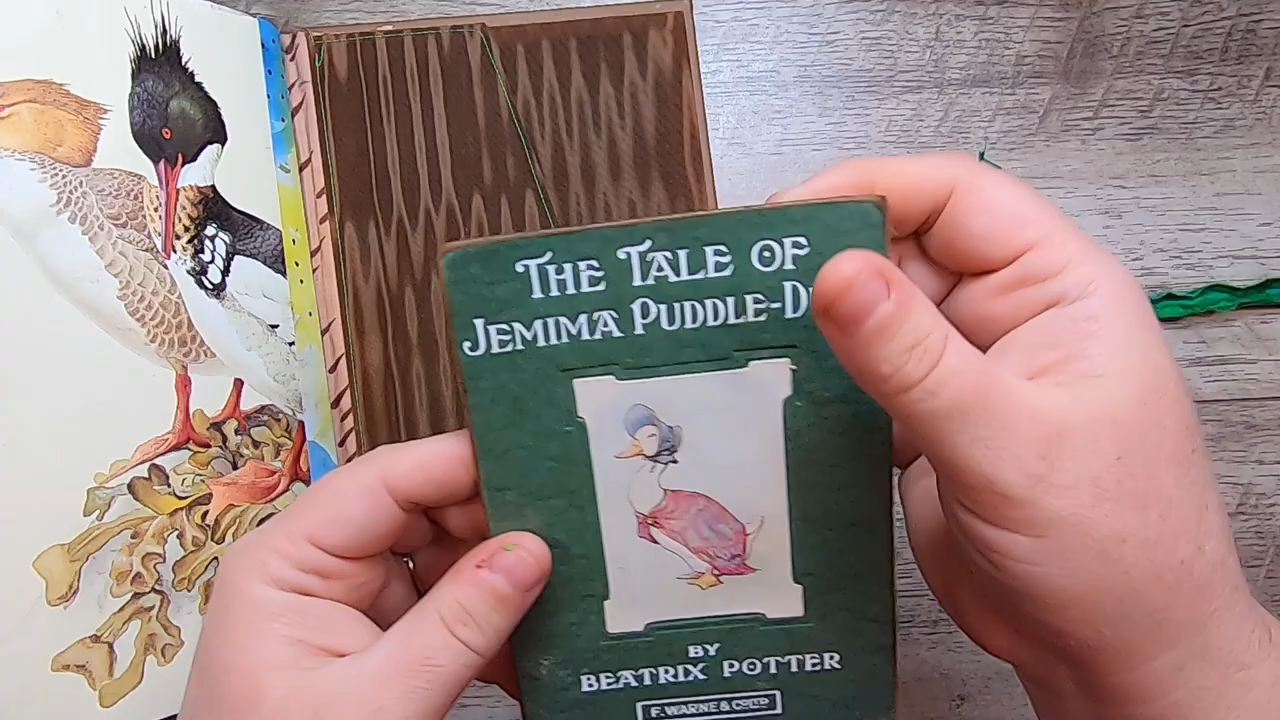 THE TALE OF
JEMIMA PUDDLE-D
BY
BEATRIX POTTER
F. WARNE & Co LTD